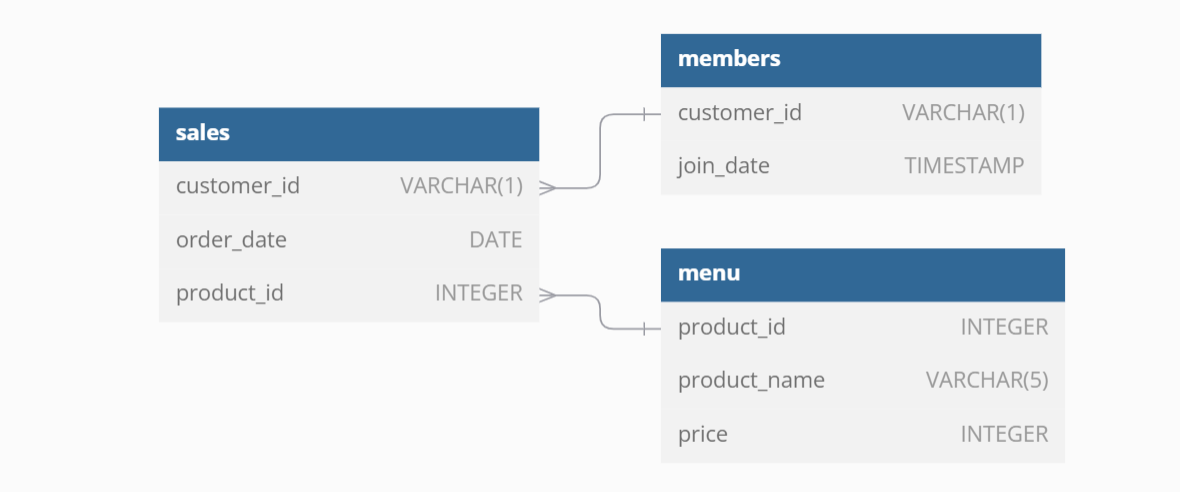 sales
customer_id VARCHAR(1)
order_date DATE
product_id INTEGER
members
customer_id VARCHAR(1)
join_date TIMESTAMP
menu
product_id INTEGER
product_name VARCHAR(5)
price INTEGER